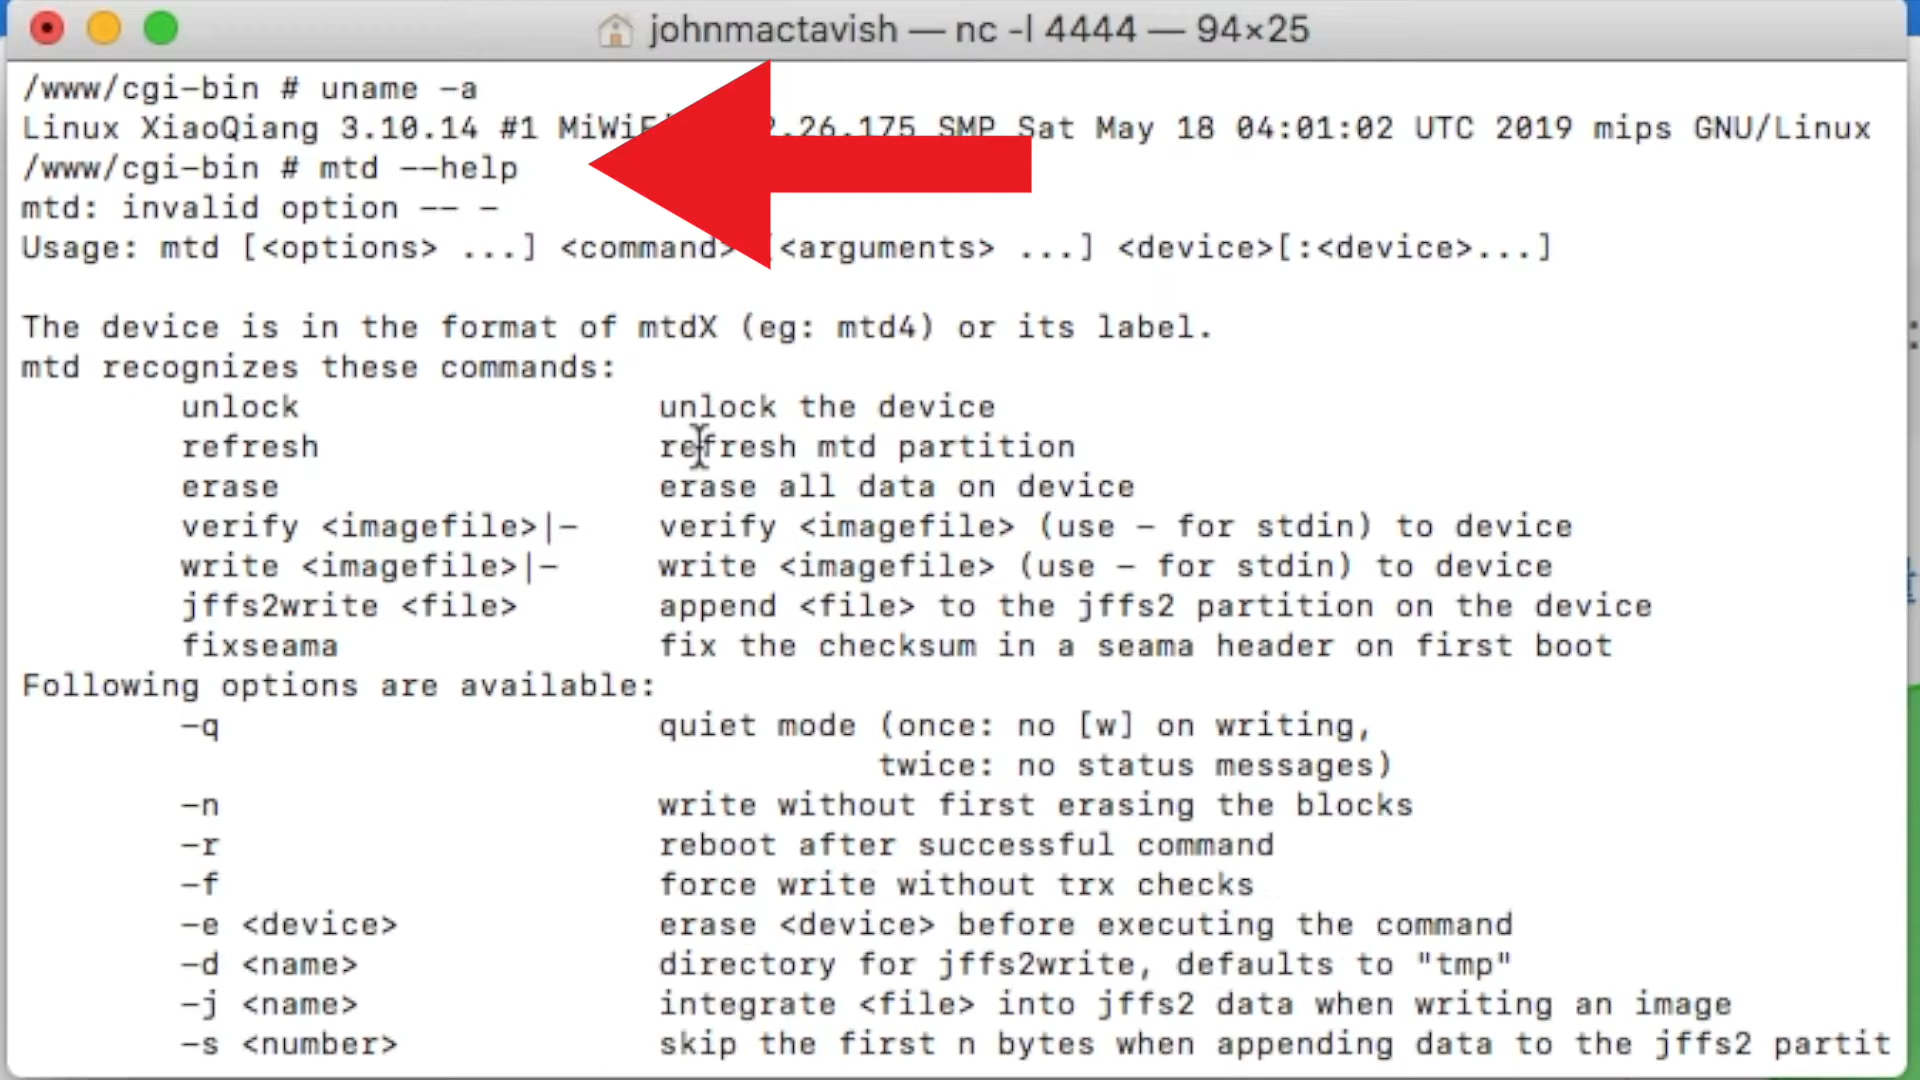 johnmactavish — nc -l 4444 — 94×25
/www/cgi-bin # uname -a
Linux XiaoQiang 3.10.14 #1 .26.175 SMP Sat May 18 04:01:02 UTC 2019 mips GNU/Linux
/www/cgi-bin # mtd --help
mtd: invalid option -- -
Usage: mtd [<options> ...] <command> [<arguments> ...] <device>[:<device>...]
The device is in the format of mtdX (eg: mtd4) or its label.
mtd recognizes these commands:
unlock unlock the device
refresh refresh mtd partition
erase erase all data on device
verify <imagefile>|- verify <imagefile> (use - for stdin) to device
write <imagefile>|- write <imagefile> (use - for stdin) to device
jffs2write <file> append <file> to the jffs2 partition on the device
fixseama fix the checksum in a seama header on first boot
Following options are available:
-q quiet mode (once: no [w] on writing,
twice: no status messages)
-n write without first erasing the blocks
-r reboot after successful command
-f force write without trx checks
-e <device> erase <device> before executing the command
-d <name> directory for jffs2write, defaults to "tmp"
-j <name> integrate <file> into jffs2 data when writing an image
-s <number> skip the first n bytes when appending data to the jffs2 partit